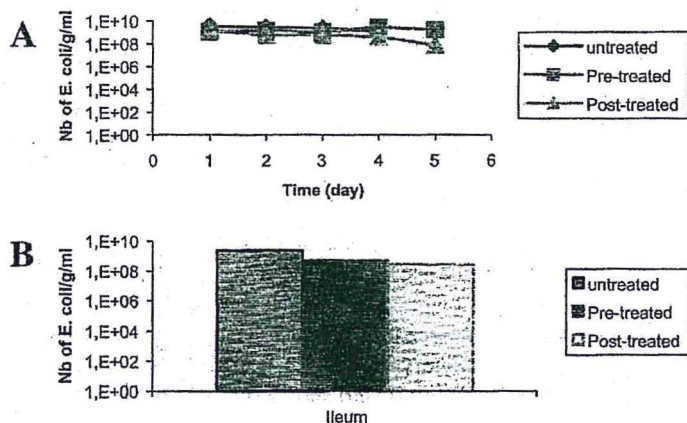 A
Nb of E. coli/g/ml
1,E+10
1,E+08
1,E+06
1,E+04
1,E+02
1,E+00
0 1 2 3 4 5 6
Time (day)
untreated
Pre-treated
Post-treated
B
Nb of E. coli/g/ml
1,E+10
1,E+08
1,E+06
1,E+04
1,E+02
1,E+00
Ileum
untreated
Pre-treated
Post-treated